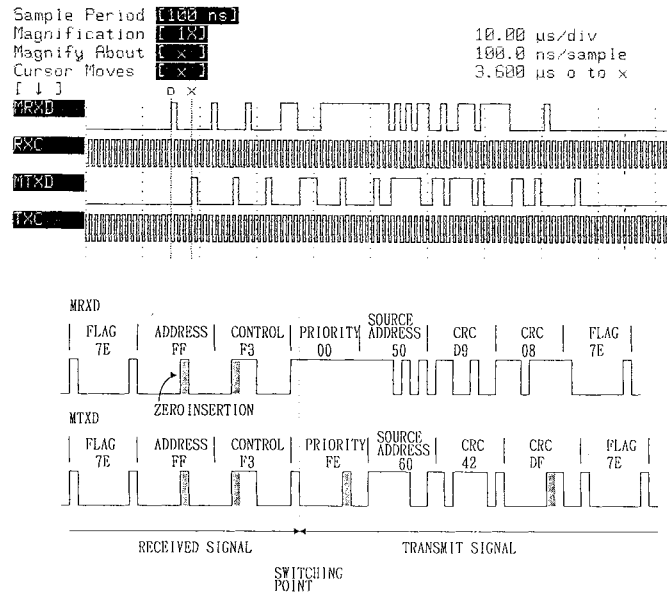 Sample Period [100 ns]
Magnification [ 1X]
Magnify About [ x ]
Cursor Moves [ x ]
[ ↓ ]
10.00 µs/div
100.0 ns/sample
3.600 µs o to x
o x
MRXD
RXC
MTXD
TXC
MRXD
FLAG 7E
ADDRESS FF
CONTROL F3
PRIORITY 00
SOURCE ADDRESS 50
CRC D9
CRC 08
FLAG 7E
ZERO INSERTION
MTXD
FLAG 7E
ADDRESS FF
CONTROL F3
PRIORITY FE
SOURCE ADDRESS 60
CRC 42
CRC DF
FLAG 7E
RECEIVED SIGNAL
TRANSMIT SIGNAL
SWITCHING
POINT